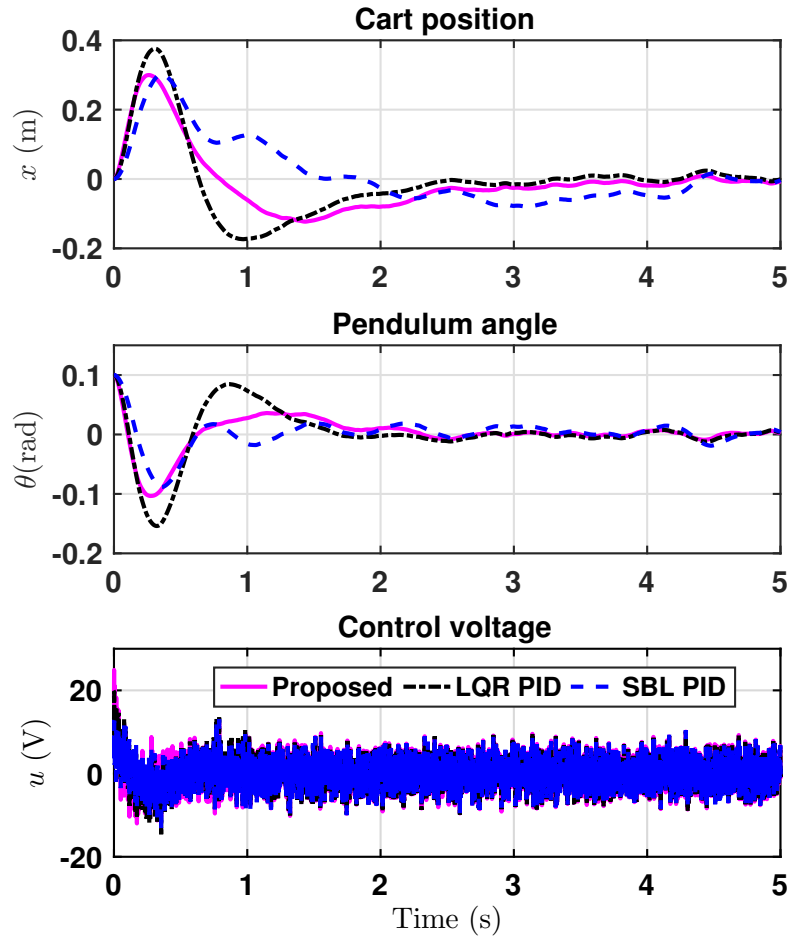 Cart position
0.4
0.2
0
-0.2
x (m)
0 1 2 3 4 5
Pendulum angle
0.1
0
-0.1
-0.2
θ(rad)
0 1 2 3 4 5
Control voltage
Proposed LQR PID SBL PID
20
0
-20
u (V)
0 1 2 3 4 5
Time (s)